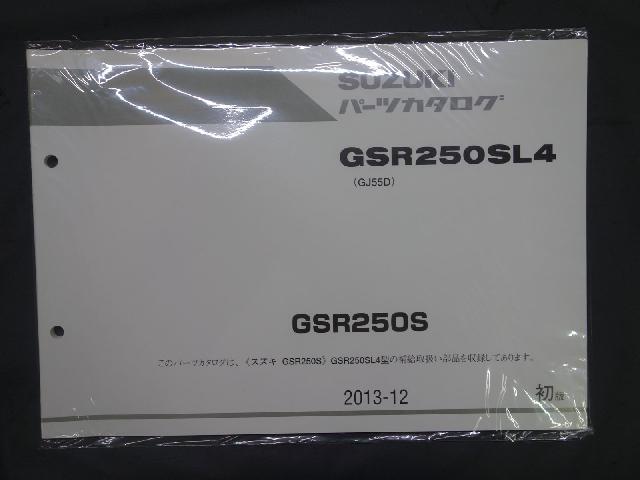 SUZUKI
パーツカタログ
GSR250SL4
(GJ55D)
GSR250S
このパーツカタログは、《スズキ GSR250S》GSR250SL4型の補給取扱い部品を収録してあります。
2013-12 初版